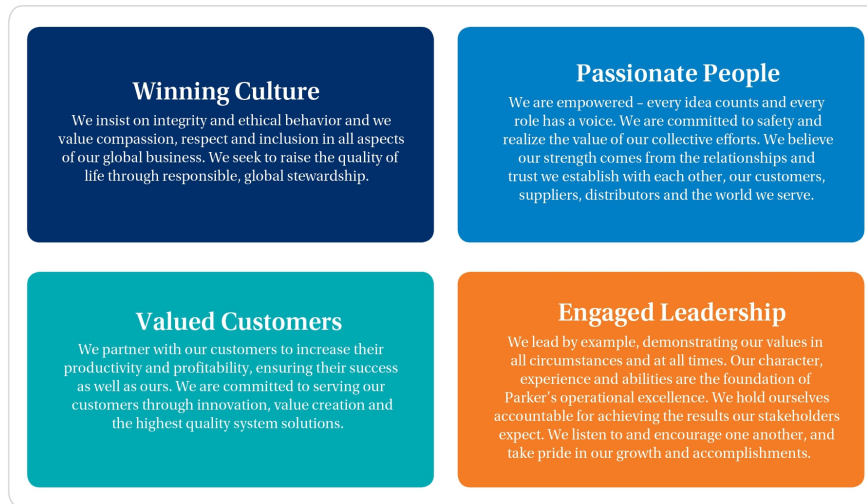 Winning Culture
We insist on integrity and ethical behavior and we
value compassion, respect and inclusion in all aspects
of our global business. We seek to raise the quality of
life through responsible, global stewardship.
Passionate People
We are empowered – every idea counts and every
role has a voice. We are committed to safety and
realize the value of our collective efforts. We believe
our strength comes from the relationships and
trust we establish with each other, our customers,
suppliers, distributors and the world we serve.
Valued Customers
We partner with our customers to increase their
productivity and profitability, ensuring their success
as well as ours. We are committed to serving our
customers through innovation, value creation and
the highest quality system solutions.
Engaged Leadership
We lead by example, demonstrating our values in
all circumstances and at all times. Our character,
experience and abilities are the foundation of
Parker’s operational excellence. We hold ourselves
accountable for achieving the results our stakeholders
expect. We listen to and encourage one another, and
take pride in our growth and accomplishments.